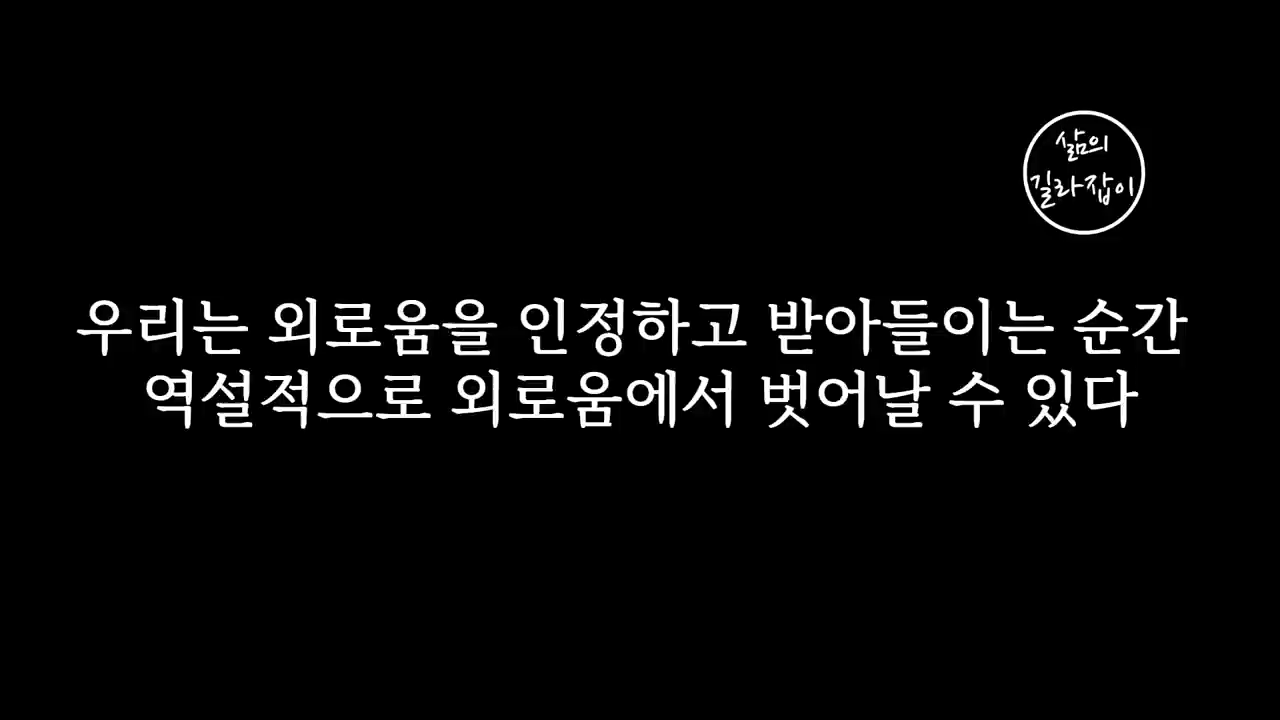 삶의
길라잡이
우리는 외로움을 인정하고 받아들이는 순간
역설적으로 외로움에서 벗어날 수 있다